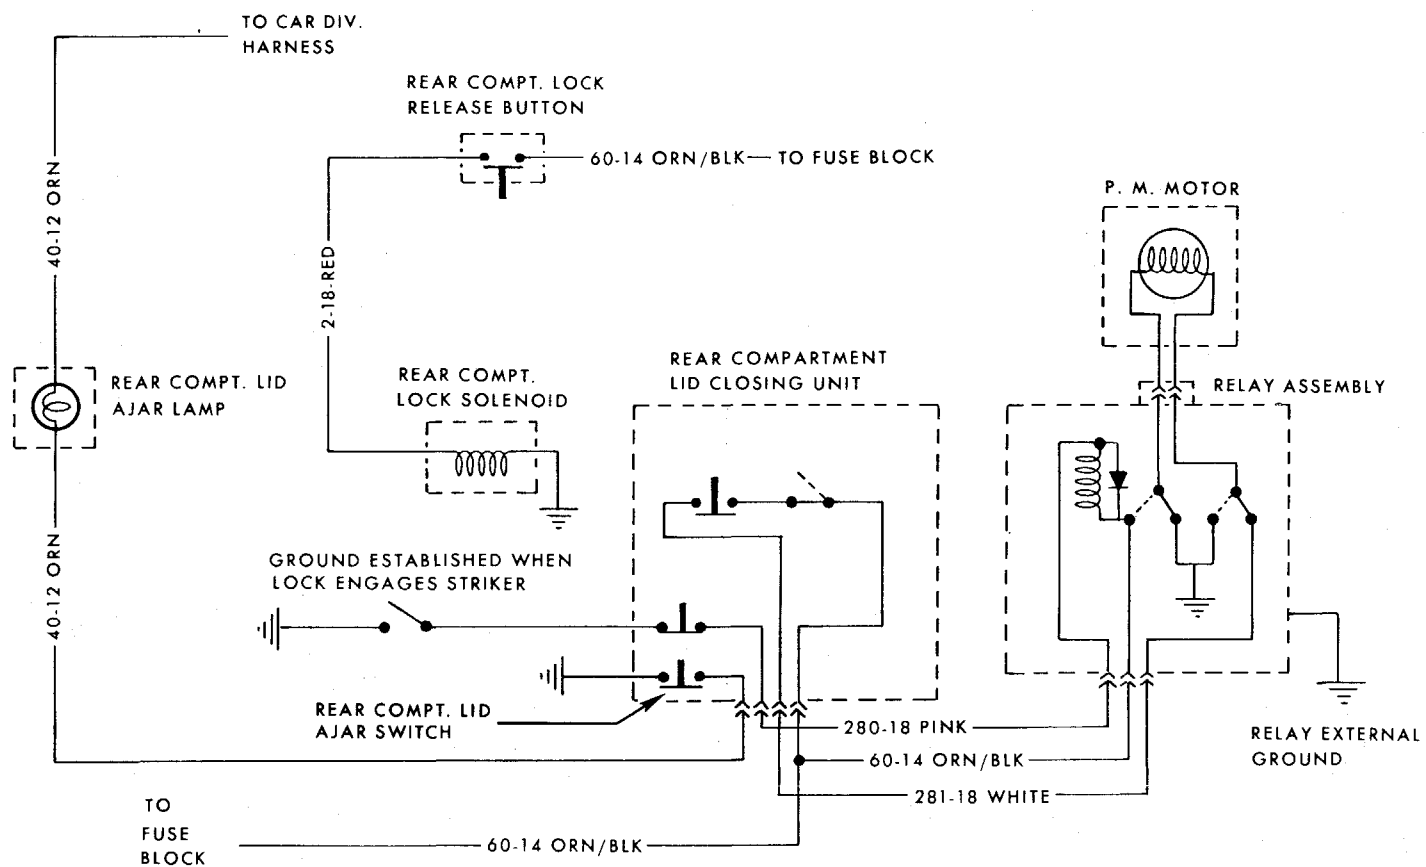 TO CAR DIV.
HARNESS
REAR COMPT. LOCK
RELEASE BUTTON
60-14 ORN/BLK
TO FUSE BLOCK
40-12 ORN
2-18-RED
P. M. MOTOR
REAR COMPT. LID
AJAR LAMP
REAR COMPT.
LOCK SOLENOID
REAR COMPARTMENT
LID CLOSING UNIT
RELAY ASSEMBLY
40-12 ORN
GROUND ESTABLISHED WHEN
LOCK ENGAGES STRIKER
REAR COMPT. LID
AJAR SWITCH
280-18 PINK
60-14 ORN/BLK
281-18 WHITE
RELAY EXTERNAL
GROUND
TO
FUSE
BLOCK
60-14 ORN/BLK